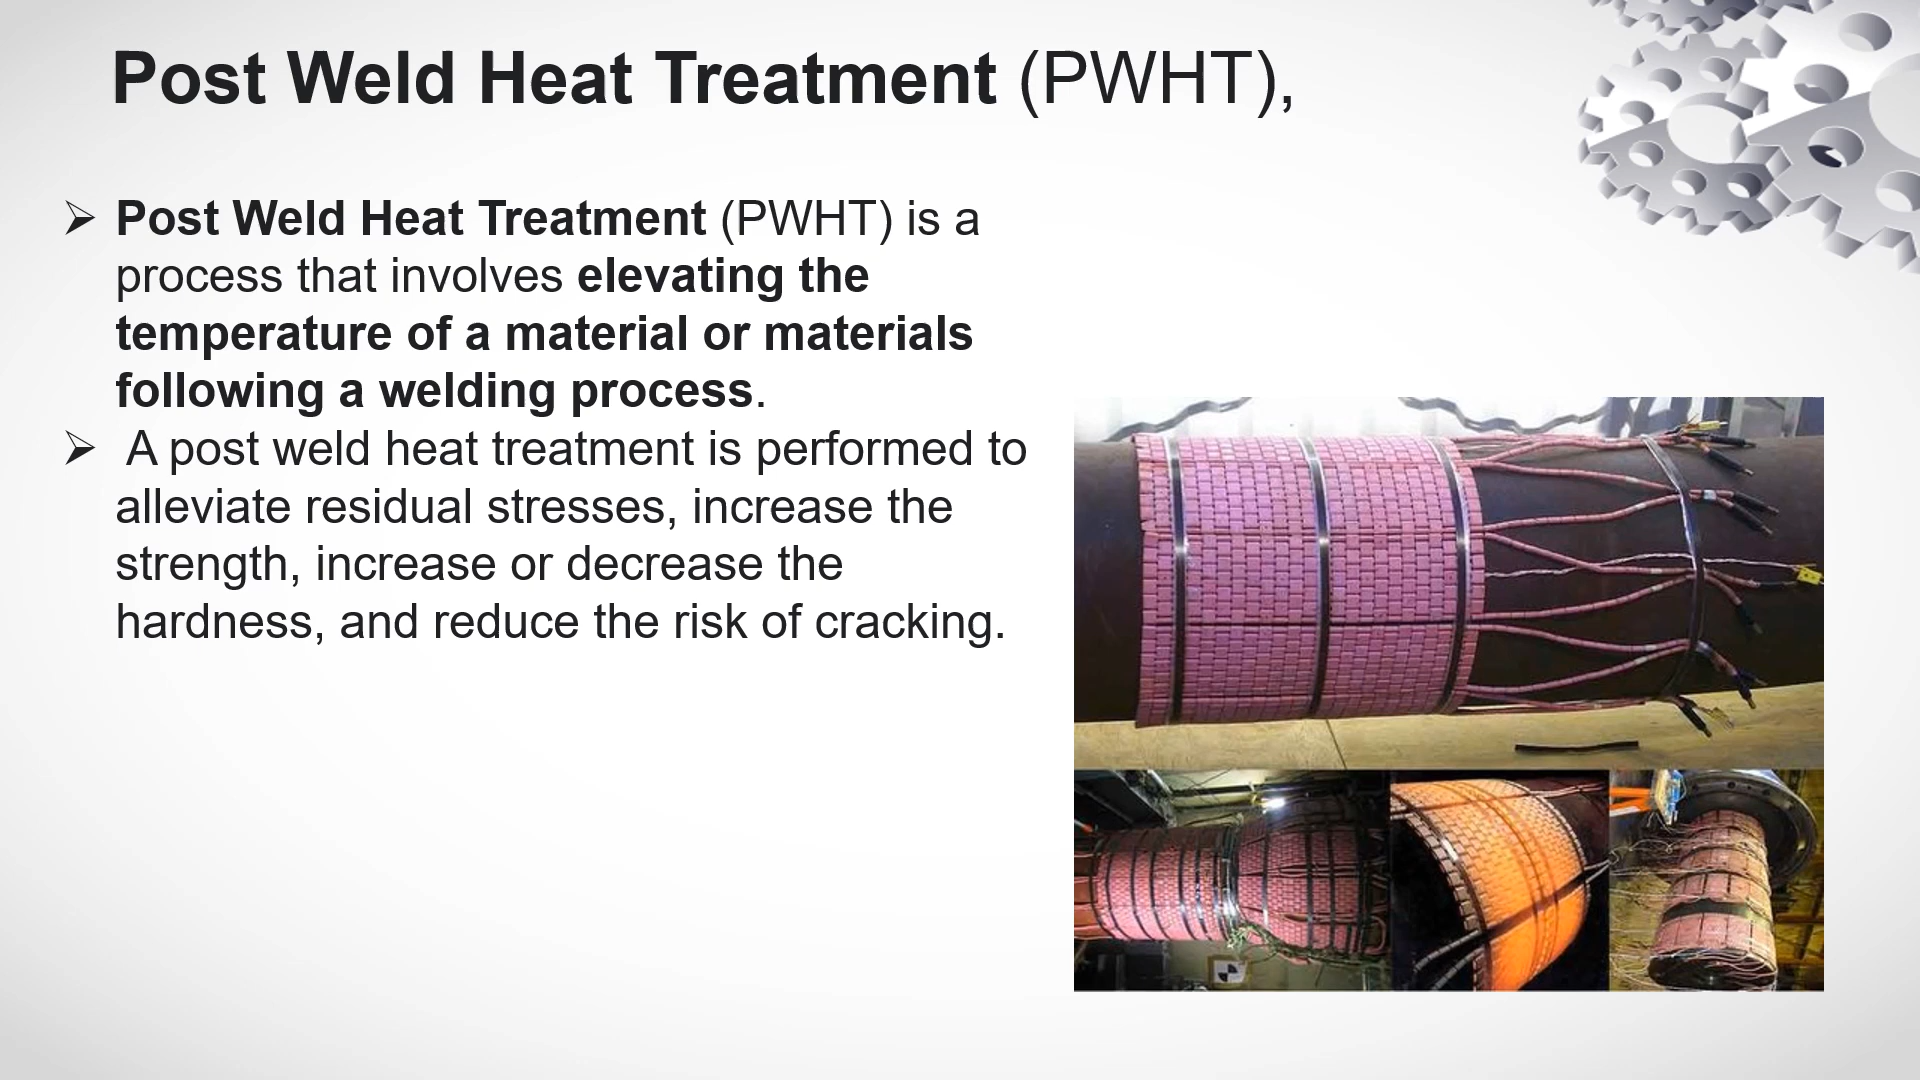 Post Weld Heat Treatment (PWHT),
➢ Post Weld Heat Treatment (PWHT) is a
process that involves elevating the
temperature of a material or materials
following a welding process.
➢ A post weld heat treatment is performed to
alleviate residual stresses, increase the
strength, increase or decrease the
hardness, and reduce the risk of cracking.